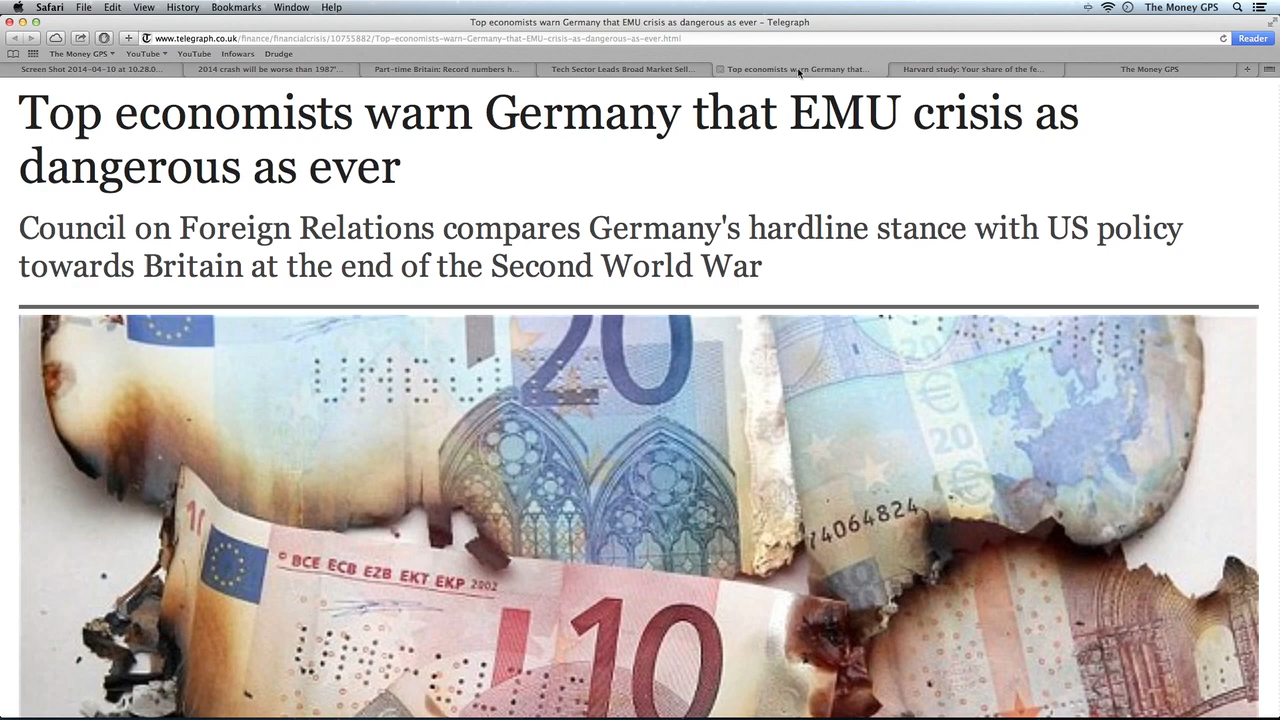 Safari File Edit View History Bookmarks Window Help The Money GPS
Top economists warn Germany that EMU crisis as dangerous as ever – Telegraph
www.telegraph.co.uk/finance/financialcrisis/10755882/Top-economists-warn-Germany-that-EMU-crisis-as-dangerous-as-ever.html Reader
The Money GPS YouTube YouTube Infowars Drudge
Screen Shot 2014-04-10 at 10.28.0... 2014 crash will be worse than 1987"... Part-time Britain: Record numbers h... Tech Sector Leads Broad Market Sell... Top economists warn Germany that... Harvard study: Your share of the fe... The Money GPS
Top economists warn Germany that EMU crisis as
dangerous as ever
Council on Foreign Relations compares Germany's hardline stance with US policy
towards Britain at the end of the Second World War
20
20
€
20
€
74064824
10
© BCE ECB EZB EKT EKP 2002
10